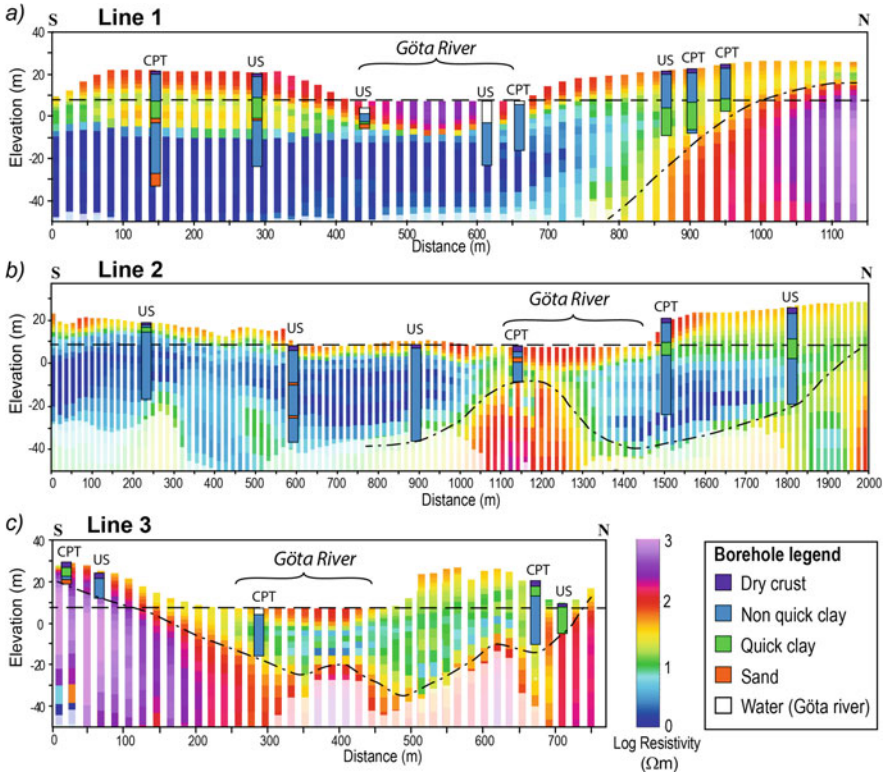 a) S Line 1 N
Göta River
CPT US US US CPT US CPT CPT
Elevation (m)
40
20
0
-20
-40
0 100 200 300 400 500 600 700 800 900 1000 1100
Distance (m)
b) S Line 2 N
Göta River
US US US CPT CPT US
Elevation (m)
20
0
-20
-40
0 50 100 200 300 400 500 600 700 800 900 1000 1100 1200 1300 1400 1500 1600 1700 1800 1900 2000
Distance (m)
c) S Line 3 N
Göta River
CPT US CPT CPT US
Elevation (m)
40
20
0
-20
-40
0 100 200 300 400 500 600 700
Distance (m)
3
2
1
0
Log Resistivity
(Ωm)
Borehole legend
Dry crust
Non quick clay
Quick clay
Sand
Water (Göta river)